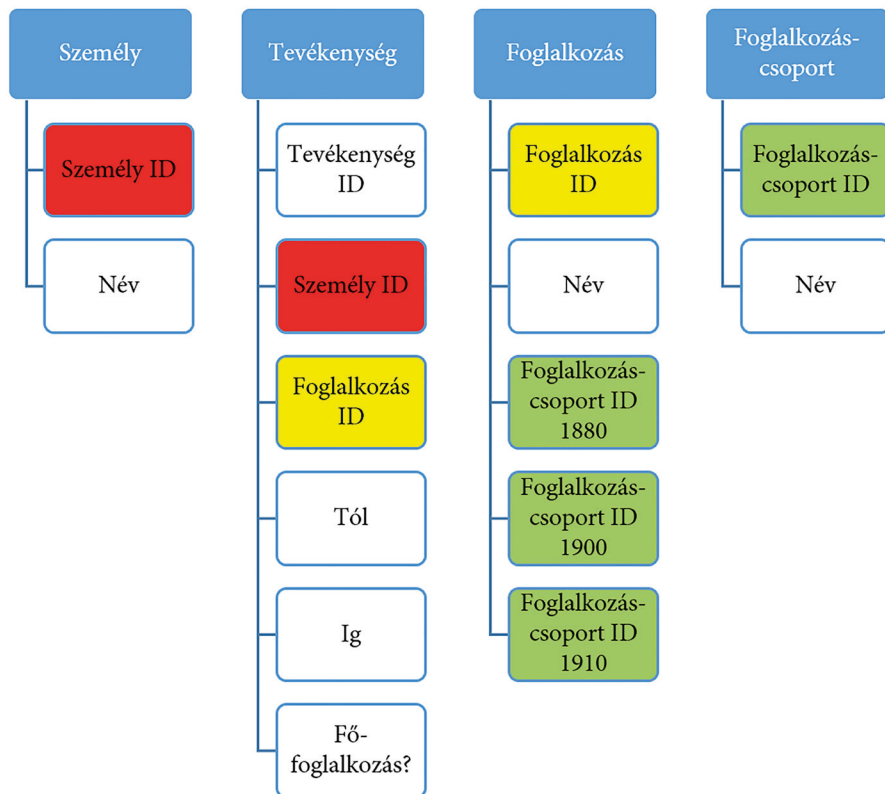 Személy
Személy ID
Név
Tevékenység
Tevékenység
ID
Személy ID
Foglalkozás
ID
Tól
Ig
Fő-
foglalkozás?
Foglalkozás
Foglalkozás
ID
Név
Foglalkozás-
csoport ID
1880
Foglalkozás-
csoport ID
1900
Foglalkozás-
csoport ID
1910
Foglalkozás-
csoport
Foglalkozás-
csoport ID
Név